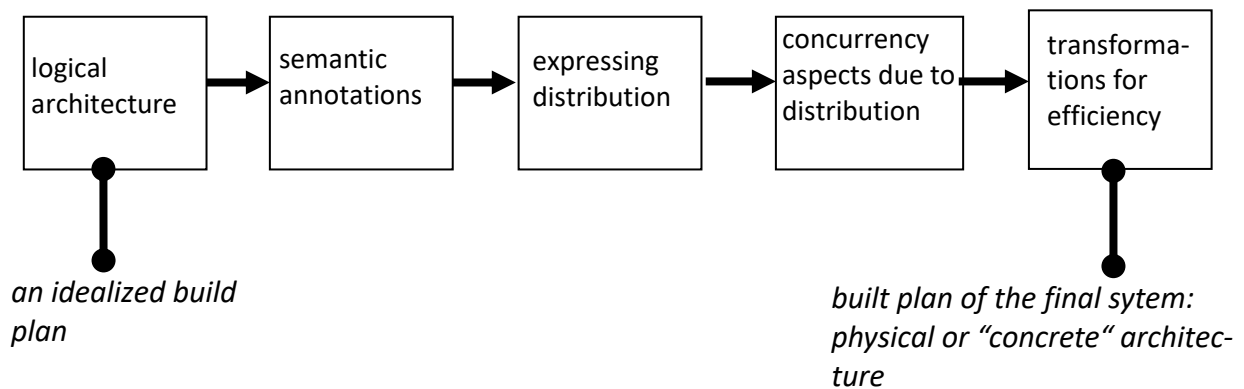 logical
architecture
semantic
annotations
expressing
distribution
concurrency
aspects due to
distribution
transforma-
tions for
efficiency
an idealized build
plan
built plan of the final sytem:
physical or “concrete“ architec-
ture